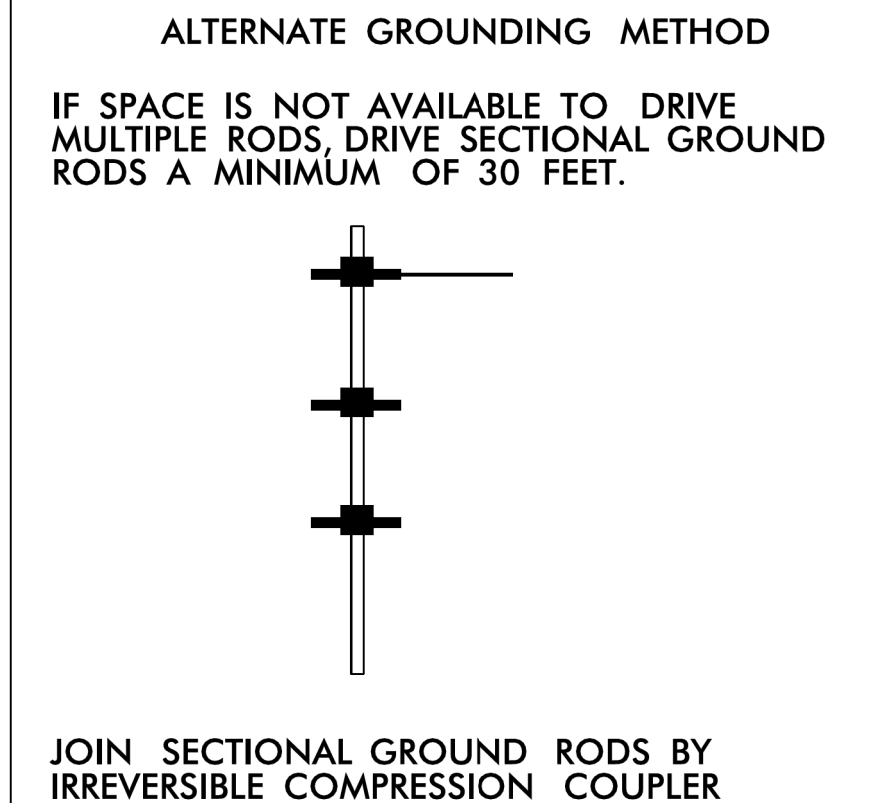 ALTERNATE GROUNDING METHOD
IF SPACE IS NOT AVAILABLE TO DRIVE
MULTIPLE RODS, DRIVE SECTIONAL GROUND
RODS A MINIMUM OF 30 FEET.
JOIN SECTIONAL GROUND RODS BY
IRREVERSIBLE COMPRESSION COUPLER